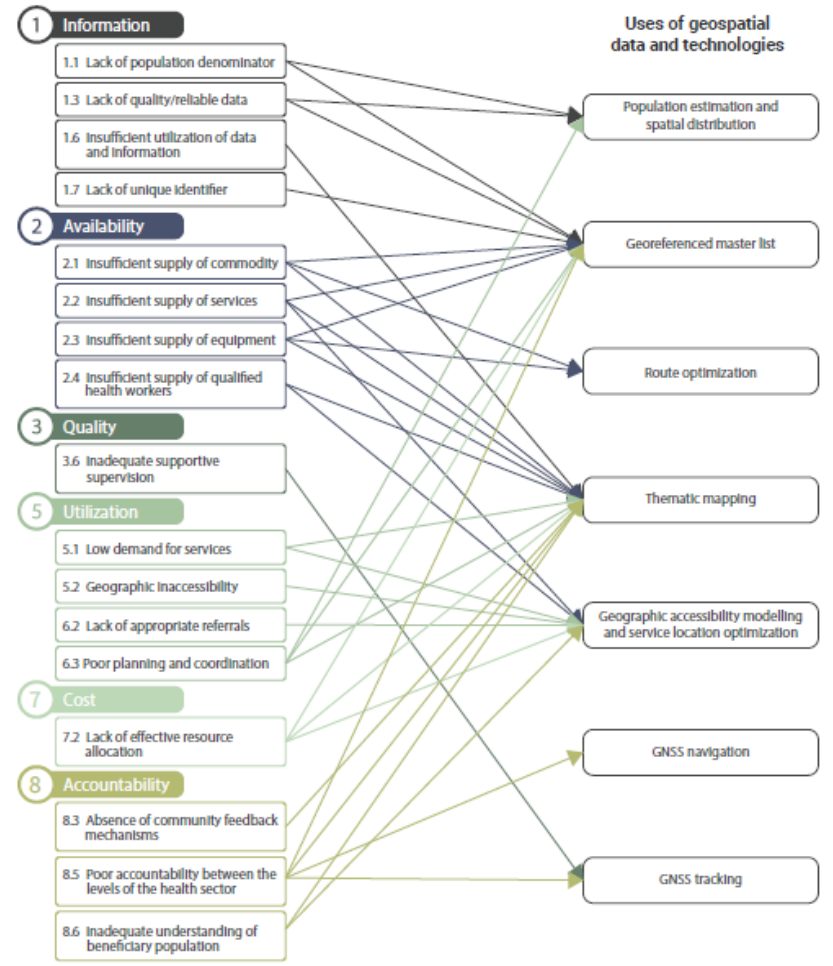 Uses of geospatial
data and technologies
1 Information
1.1 Lack of population denominator
1.3 Lack of quality/reliable data
1.6 Insufficient utilization of data
and information
1.7 Lack of unique identifier
2 Availability
2.1 Insufficient supply of commodity
2.2 Insufficient supply of services
2.3 Insufficient supply of equipment
2.4 Insufficient supply of qualified
health workers
3 Quality
3.6 Inadequate supportive
supervision
5 Utilization
5.1 Low demand for services
5.2 Geographic inaccessibility
6.2 Lack of appropriate referrals
6.3 Poor planning and coordination
7 Cost
7.2 Lack of effective resource
allocation
8 Accountability
8.3 Absence of community feedback
mechanisms
8.5 Poor accountability between the
levels of the health sector
8.6 Inadequate understanding of
beneficiary population
Population estimation and
spatial distribution
Georeferenced master list
Route optimization
Thematic mapping
Geographic accessibility modelling
and service location optimization
GNSS navigation
GNSS tracking